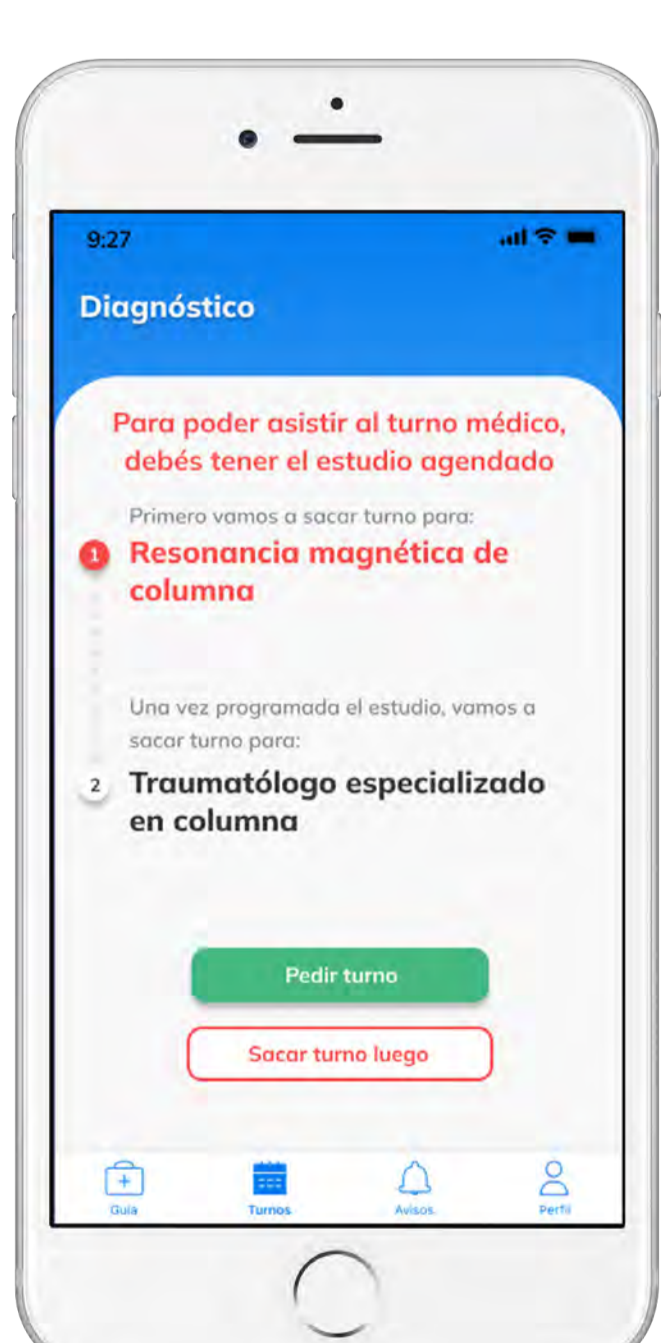 9:27
Diagnóstico
Para poder asistir al turno médico,
debés tener el estudio agendado
Primero vamos a sacar turno para:
1 Resonancia magnética de
columna
Una vez programada el estudio, vamos a
sacar turno para:
2 Traumatólogo especializado
en columna
Pedir turno
Sacar turno luego
Guia Turnos Avisos Perfil